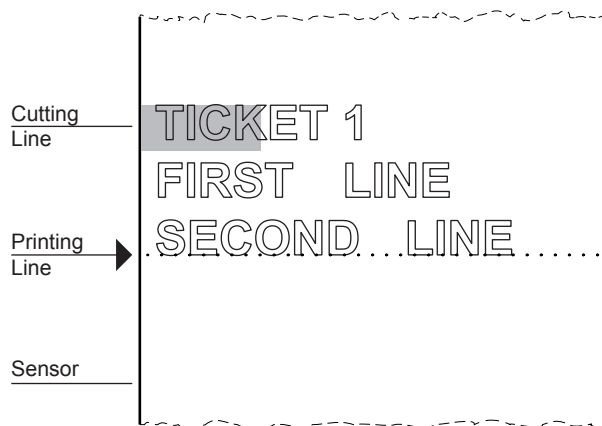 Cutting
Line
TICKET 1
FIRST LINE
SECOND LINE
Printing
Line
Sensor